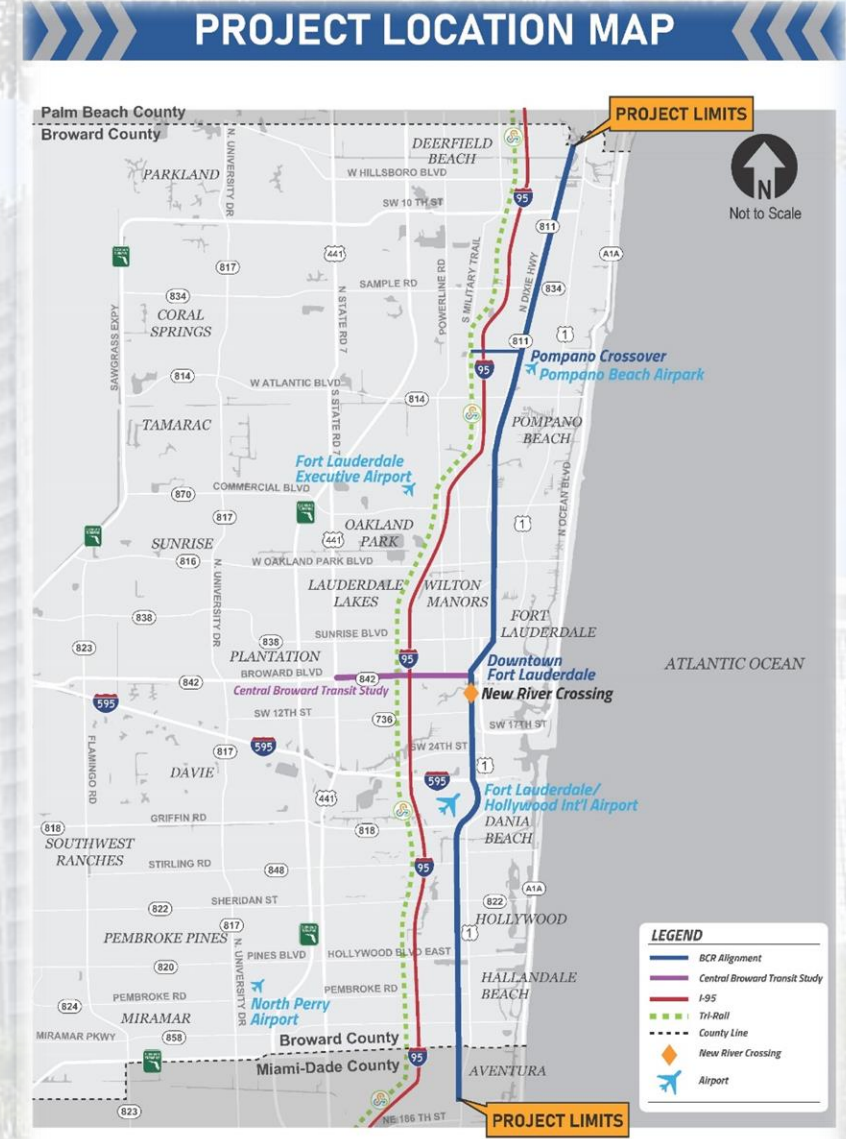 PROJECT LOCATION MAP
Palm Beach County
Broward County
PROJECT LIMITS
N
Not to Scale
DEERFIELD
BEACH
PARKLAND
N. UNIVERSITY DR
W HILLSBORO BLVD
SW 10 TH ST
95
811
441
A1A
817
SAMPLE RD
POWERLINE RD
S MILITARY TRAIL
N DIXIE HWY
834
834
N STATE RD 7
CORAL
SPRINGS
SAWGRASS EXPY
1
811
Pompano Crossover
95
Pompano Beach Airpark
814
W ATLANTIC BLVD
814
S STATE RD 7
TAMARAC
POMPANO
BEACH
Fort Lauderdale
Executive Airport
COMMERCIAL BLVD
870
N OCEAN BLVD
817
1
OAKLAND
PARK
441
SUNRISE
816
W OAKLAND PARK BLVD
N. UNIVERSITY DR
LAUDERDALE
LAKES
WILTON
MANORS
838
FORT
LAUDERDALE
SUNRISE BLVD
838
823
PLANTATION
95
Downtown
Fort Lauderdale
ATLANTIC OCEAN
BROWARD BLVD
842
842
Central Broward Transit Study
New River Crossing
595
SW 12TH ST
736
SW 17TH ST
FLAMINGO RD
817
595
SW 24TH ST
1
DAVIE
595
441
Fort Lauderdale/
Hollywood Int'l Airport
GRIFFIN RD
818
818
DANIA
BEACH
SOUTHWEST
RANCHES
STIRLING RD
848
95
SHERIDAN ST
A1A
822
822
HOLLYWOOD
817
PEMBROKE PINES
1
N. UNIVERSITY DR
PINES BLVD
HOLLYWOOD BLVD EAST
820
HALLANDALE
BEACH
PEMBROKE RD
PEMBROKE RD
North Perry
Airport
824
MIRAMAR
MIRAMAR PKWY
858
Broward County
Miami-Dade County
95
AVENTURA
823
NE 186 TH ST
PROJECT LIMITS
LEGEND
BCR Alignment
Central Broward Transit Study
I-95
Tri-Rail
County Line
New River Crossing
Airport